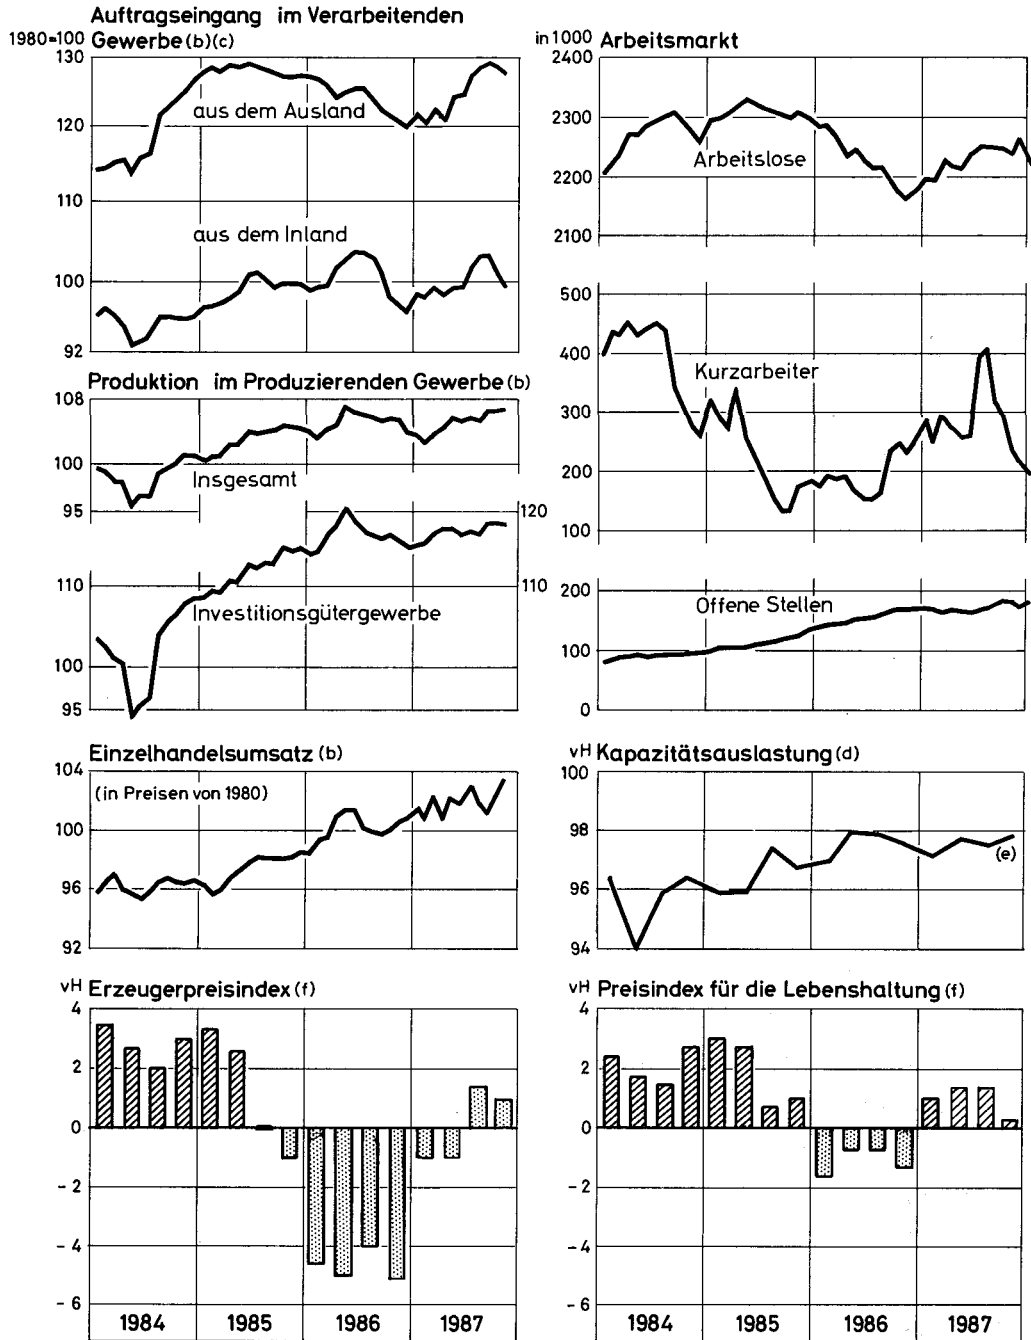 Auftragseingang im Verarbeitenden
1980=100 Gewerbe (b)(c)
130
aus dem Ausland
120
110
aus dem Inland
100
92
Produktion im Produzierenden Gewerbe (b)
108
100
Insgesamt
95
120
110
110
Investitionsgütergewerbe
100
95
Einzelhandelsumsatz (b)
104
(in Preisen von 1980)
100
96
92
vH Erzeugerpreisindex (f)
4
2
0
- 2
- 4
- 6
1984 1985 1986 1987
in 1000 Arbeitsmarkt
2400
2300
Arbeitslose
2200
2100
500
400
Kurzarbeiter
300
200
100
200
Offene Stellen
100
0
vH Kapazitätsauslastung (d)
100
98
(e)
96
94
vH Preisindex für die Lebenshaltung (f)
4
2
0
- 2
- 4
- 6
1984 1985 1986 1987